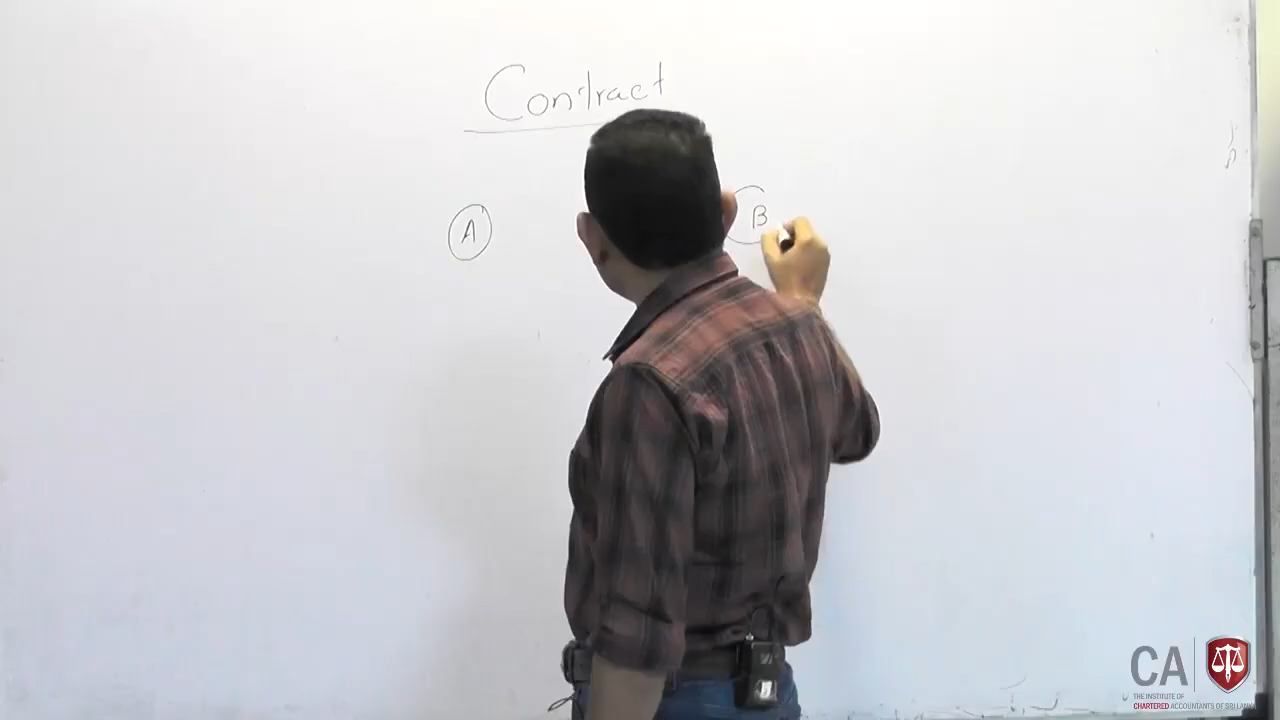 Contract
A B
CA
THE INSTITUTE OF
CHARTERED ACCOUNTANTS OF SRI LANKA